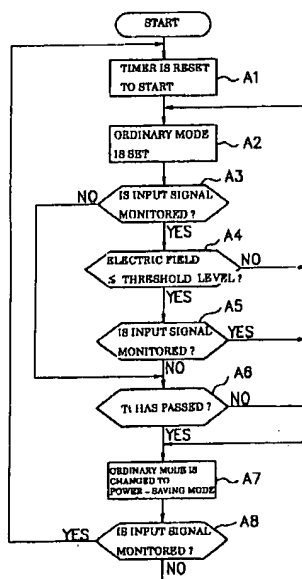 START
TIMER IS RESET
TO START
A1
ORDINARY MODE
IS SET
A2
A3
NO
IS INPUT SIGNAL
MONITORED ?
YES
A4
ELECTRIC FIELD
≤ THRESHOLD LEVEL ?
NO
YES
A5
IS INPUT SIGNAL
MONITORED ?
YES
NO
A6
Tt HAS PASSED ?
NO
YES
ORDINARY MODE IS
CHANGED TO
POWER-SAVING MODE
A7
A8
YES
IS INPUT SIGNAL
MONITORED ?
NO